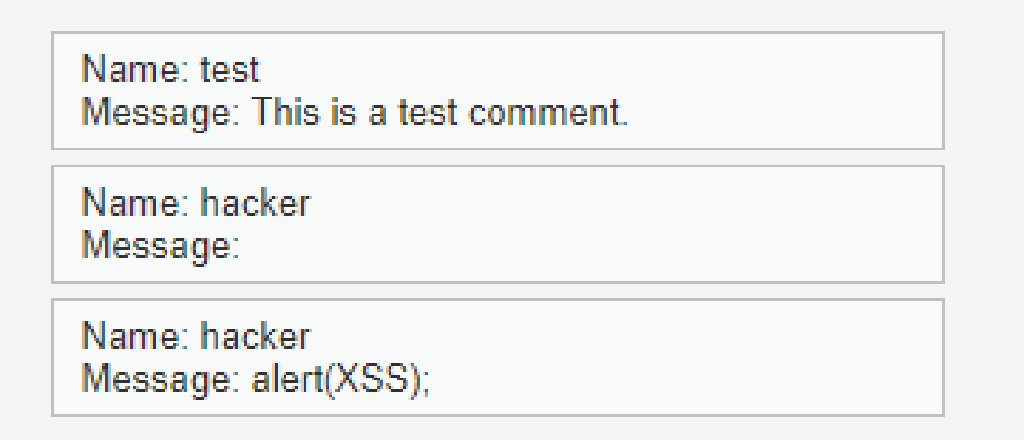 Name: test
Message: This is a test comment.
Name: hacker
Message:
Name: hacker
Message: alert(XSS);